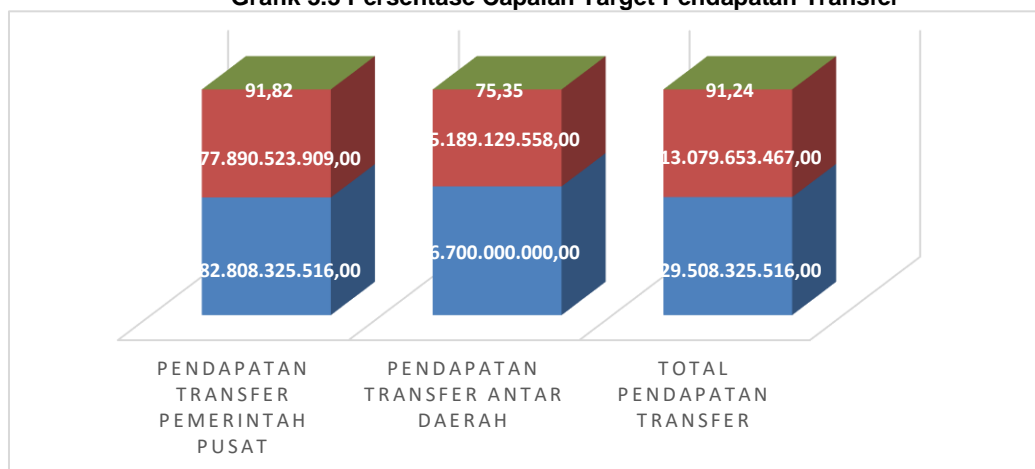 Grafik 3.3 Persentase Capaian Target Pendapatan Transfer
91,82
75,35
91,24
77.890.523.909,00
5.189.129.558,00
13.079.653.467,00
82.808.325.516,00
6.700.000.000,00
29.508.325.516,00
PENDAPATAN TRANSFER PEMERINTAH PUSAT
PENDAPATAN TRANSFER ANTAR DAERAH
TOTAL PENDAPATAN TRANSFER